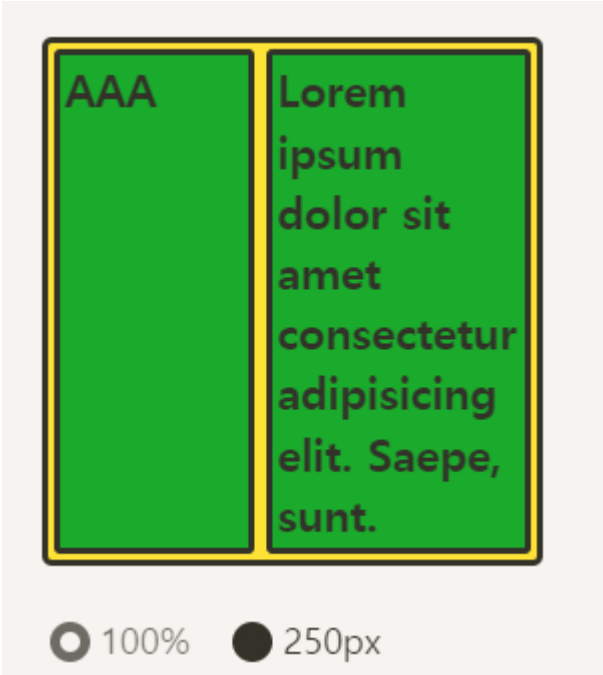 AAA
Lorem
ipsum
dolor sit
amet
consectetur
adipisicing
elit. Saepe,
sunt.
100% 250px